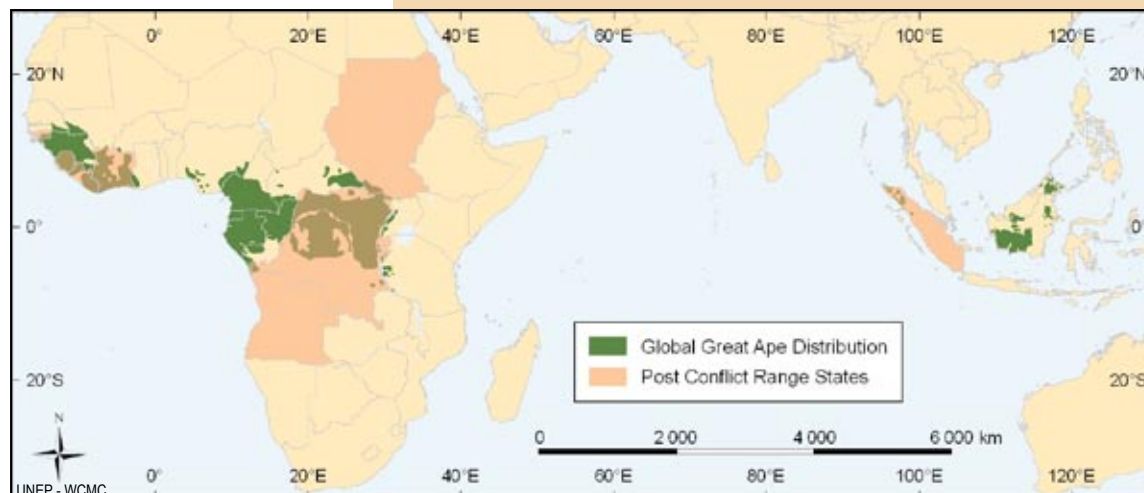 0° 20°E 40°E 60°E 80°E 100°E 120°E
20°N 20°N
0° 0°
Global Great Ape Distribution
Post Conflict Range States
20°S 20°S
N
0 2 000 4 000 6 000 km
0° 20°E 40°E 60°E 80°E 100°E 120°E
UNEP - WCMC